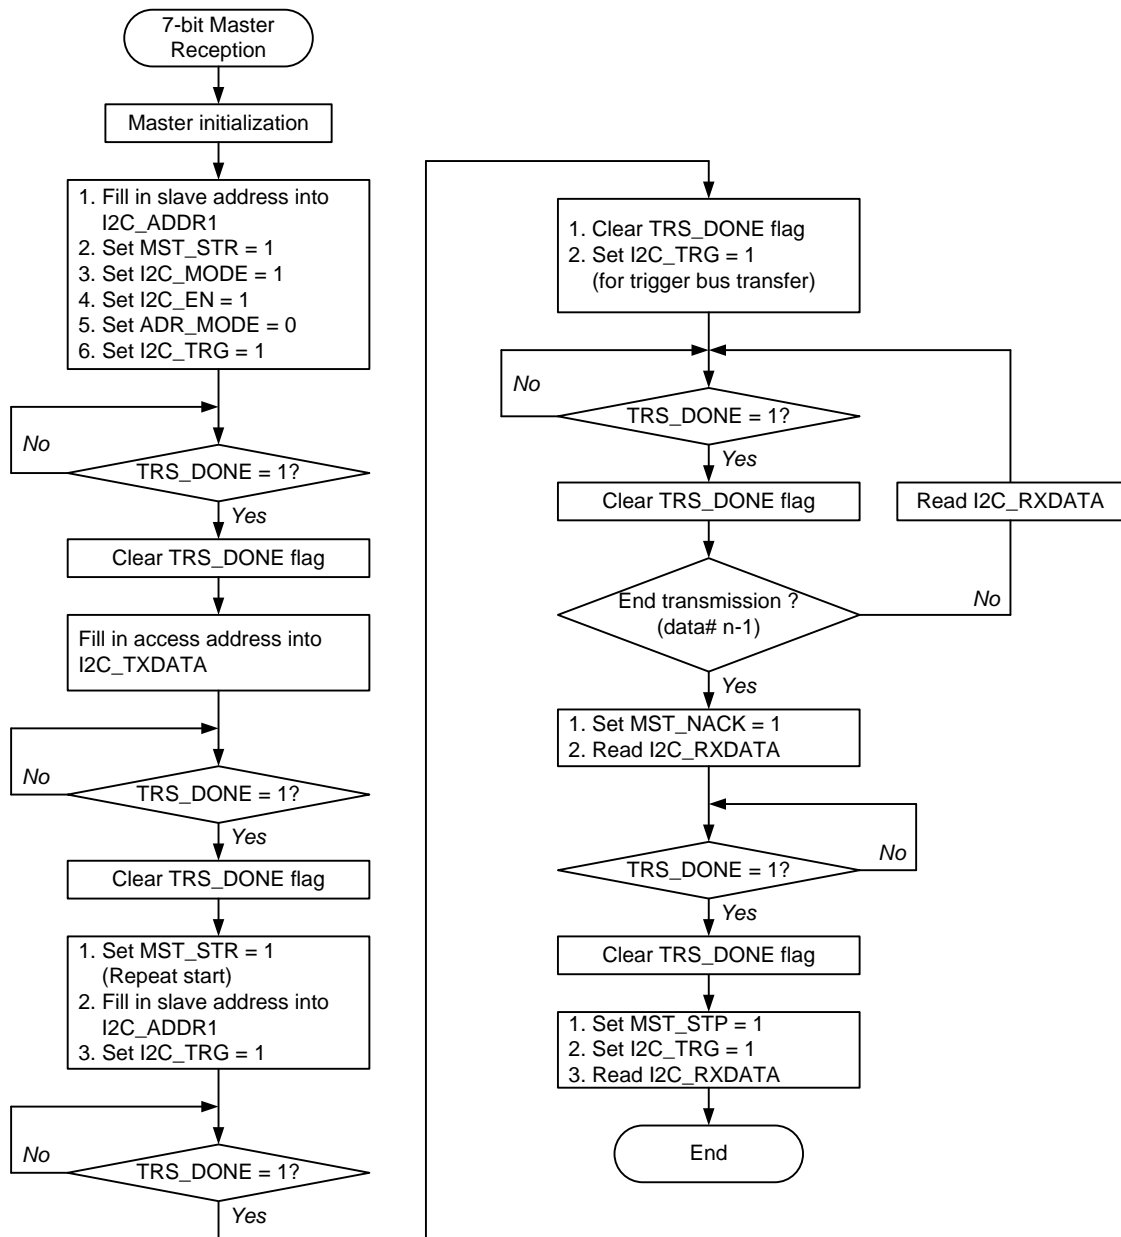 7-bit Master
Reception
Master initialization
1. Fill in slave address into
I2C_ADDR1
2. Set MST_STR = 1
3. Set I2C_MODE = 1
4. Set I2C_EN = 1
5. Set ADR_MODE = 0
6. Set I2C_TRG = 1
No
TRS_DONE = 1?
Yes
Clear TRS_DONE flag
Fill in access address into
I2C_TXDATA
No
TRS_DONE = 1?
Yes
Clear TRS_DONE flag
1. Set MST_STR = 1
(Repeat start)
2. Fill in slave address into
I2C_ADDR1
3. Set I2C_TRG = 1
No
TRS_DONE = 1?
Yes
1. Clear TRS_DONE flag
2. Set I2C_TRG = 1
(for trigger bus transfer)
No
TRS_DONE = 1?
Yes
Clear TRS_DONE flag
Read I2C_RXDATA
End transmission ?
(data# n-1)
No
Yes
1. Set MST_NACK = 1
2. Read I2C_RXDATA
TRS_DONE = 1?
No
Yes
Clear TRS_DONE flag
1. Set MST_STP = 1
2. Set I2C_TRG = 1
3. Read I2C_RXDATA
End